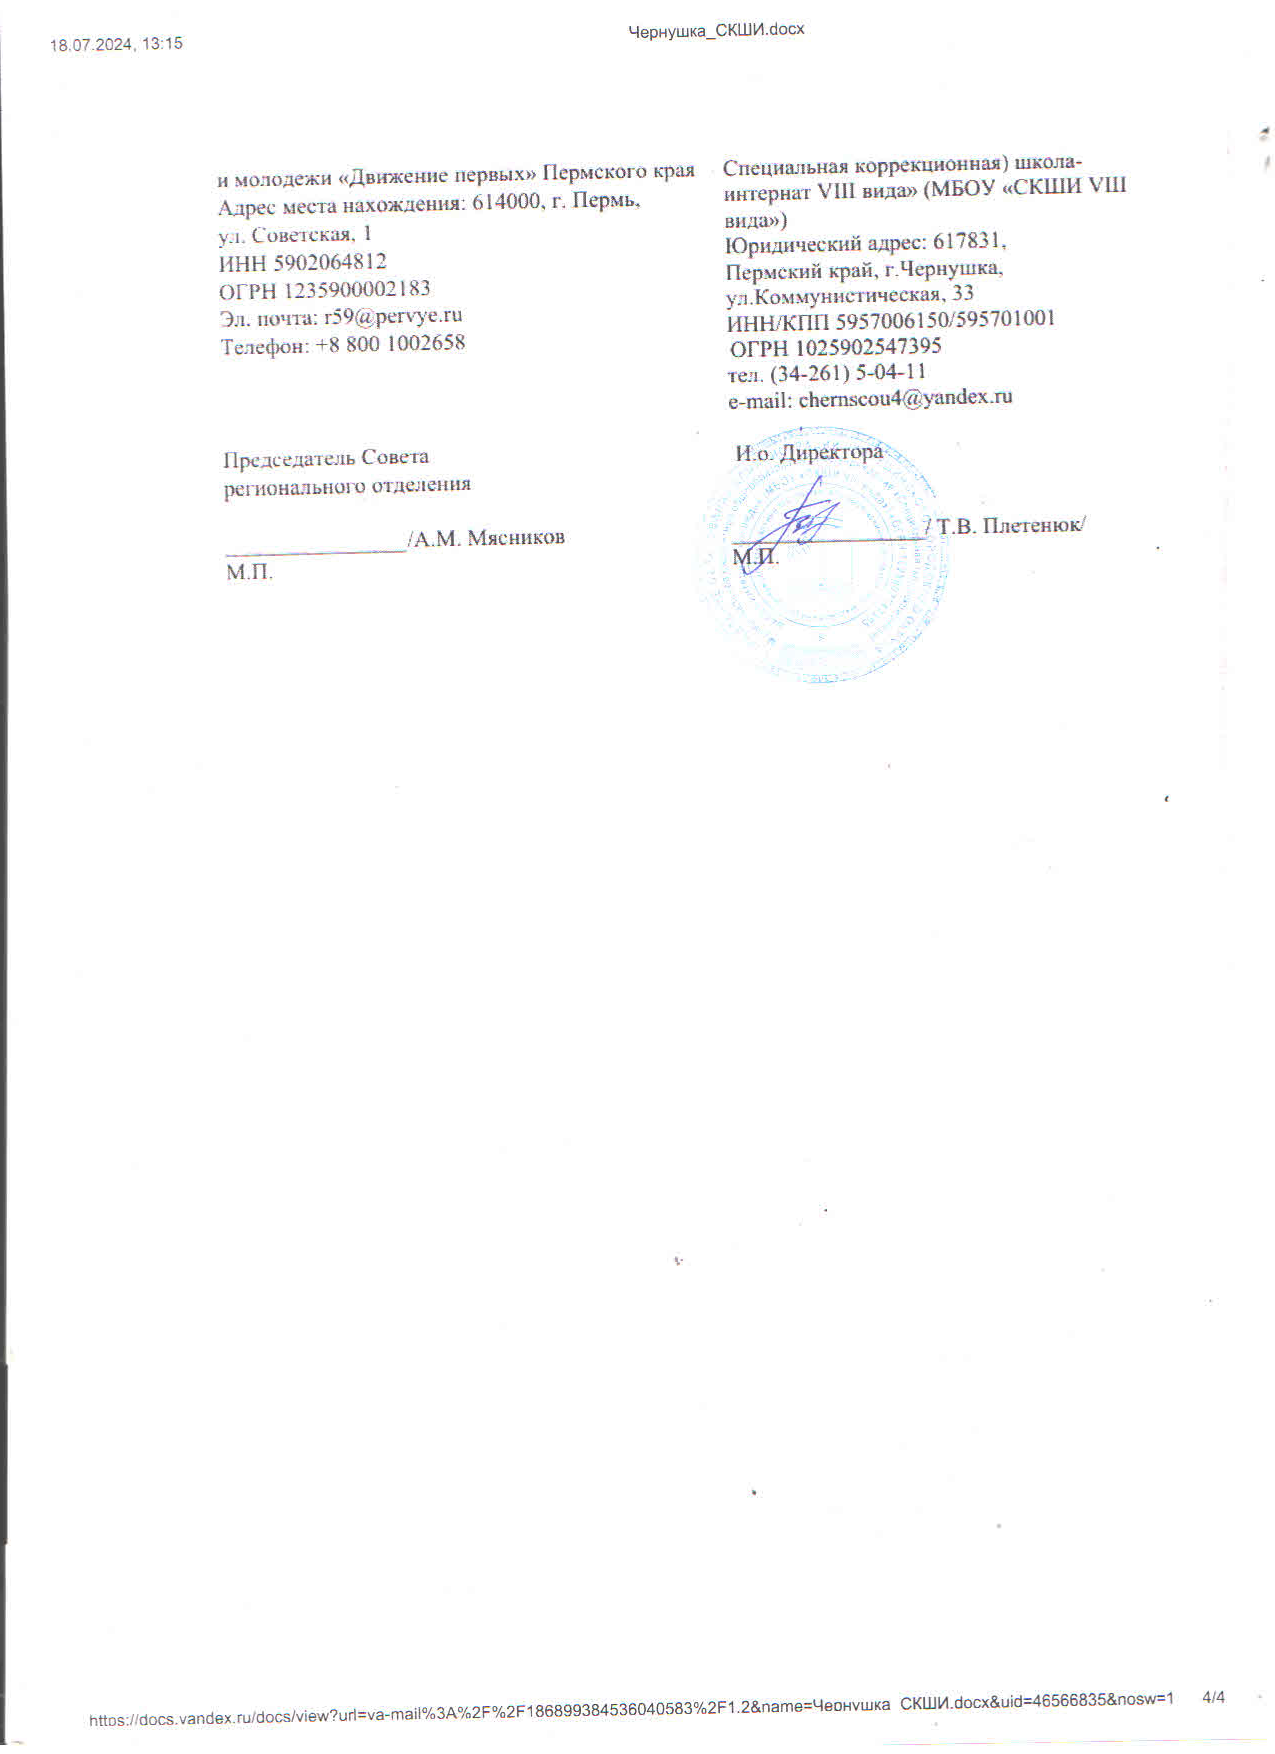 18.07.2024, 13:15
Чернушка_СКШИ.docx
и молодежи «Движение первых» Пермского края
Адрес места нахождения: 614000, г. Пермь,
ул. Советская, 1
ИНН 5902064812
ОГРН 1235900002183
Эл. почта: r59@pervye.ru
Телефон: +8 800 1002658
Председатель Совета
регионального отделения
/А.М. Мясников
М.П.
Специальная коррекционная) школа-
интернат VIII вида» (МБОУ «СКШИ VIII
вида»)
Юридический адрес: 617831,
Пермский край, г.Чернушка,
ул.Коммунистическая, 33
ИНН/КПП 5957006150/595701001
ОГРН 1025902547395
тел. (34-261) 5-04-11
e-mail: chernscou4@yandex.ru
И.о. Директора
/ Т.В. Плетенюк/
М.П.
https://docs.yandex.ru/docs/view?url=ya-mail%3A%2F%2F186899384536040583%2F1.2&name=Чернушка_СКШИ.docx&uid=46566835&nosw=1
4/4